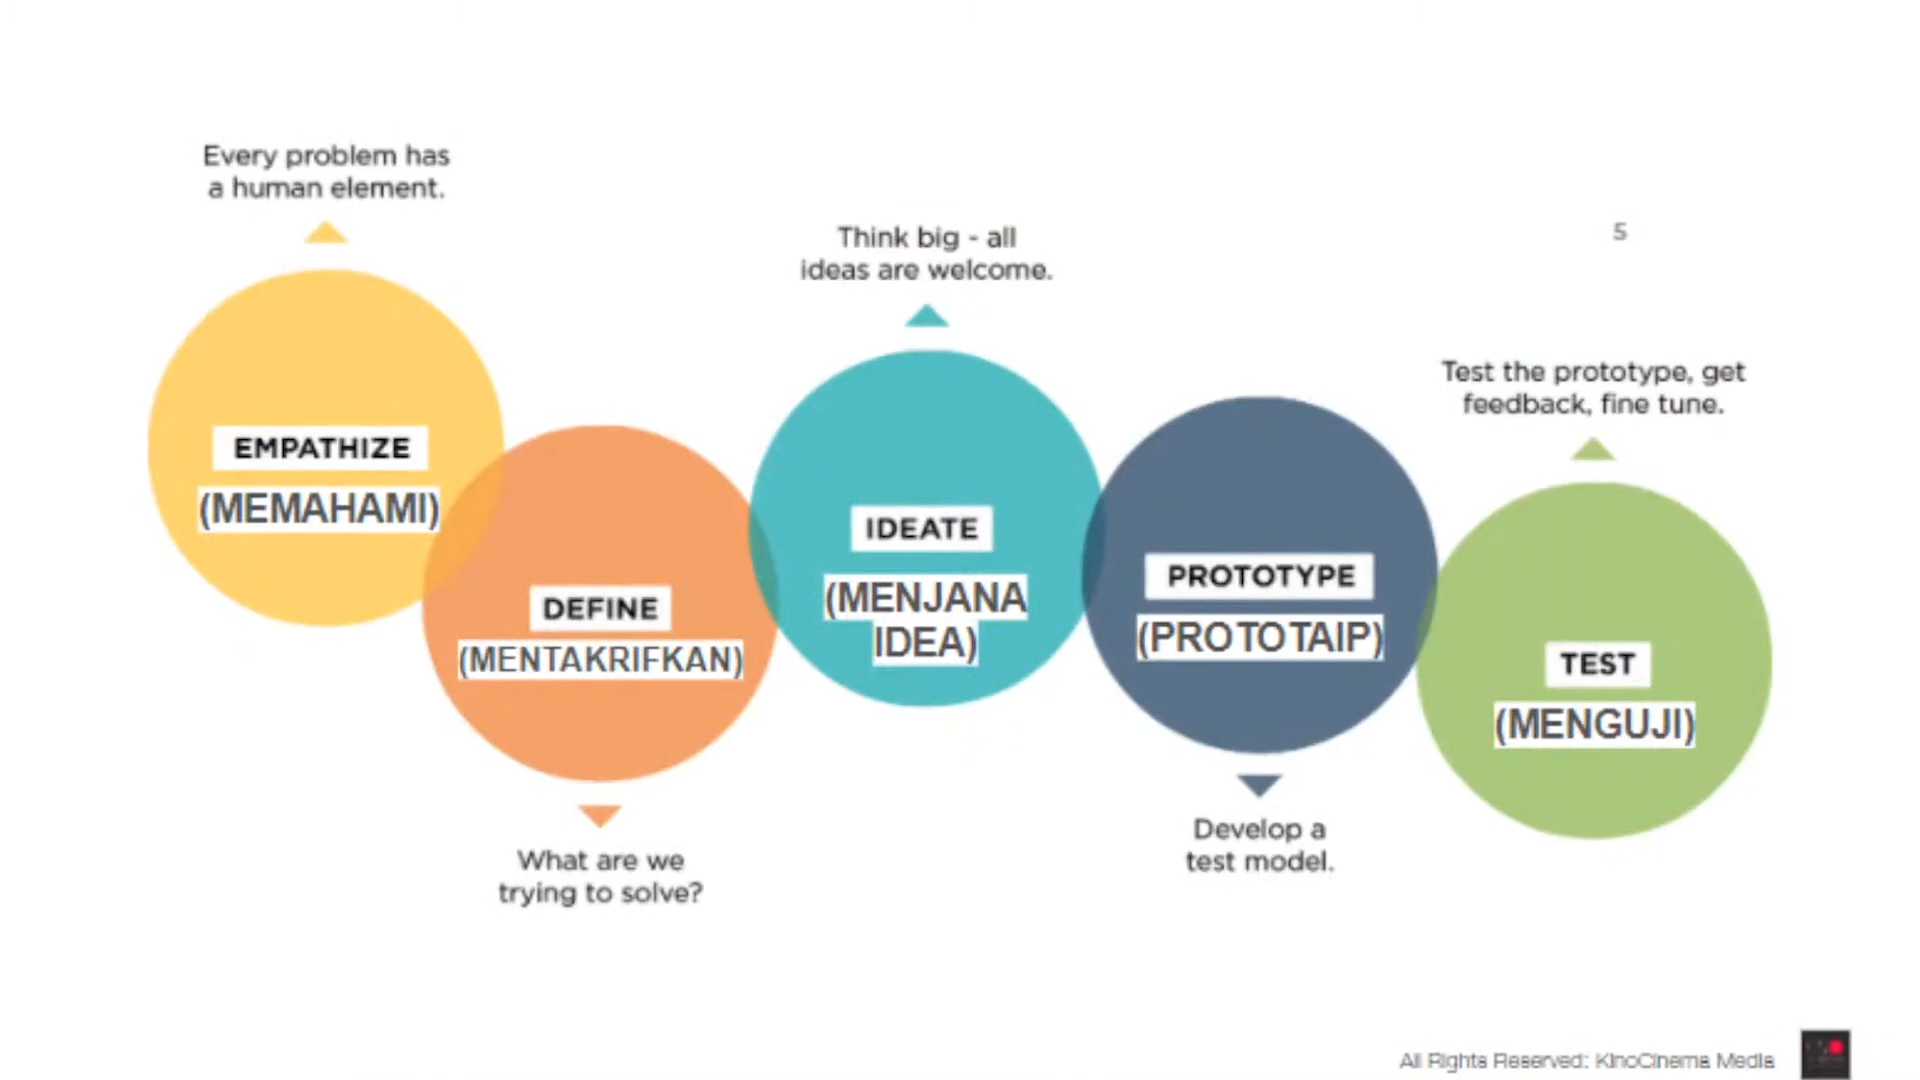 Every problem has
a human element.
EMPATHIZE
(MEMAHAMI)
DEFINE
(MENTAKRIFKAN)
What are we
trying to solve?
Think big - all
ideas are welcome.
IDEATE
(MENJANA
IDEA)
PROTOTYPE
(PROTOTAIP)
Develop a
test model.
5
Test the prototype, get
feedback, fine tune.
TEST
(MENGUJI)
All Rights Reserved: KinoCinema Media